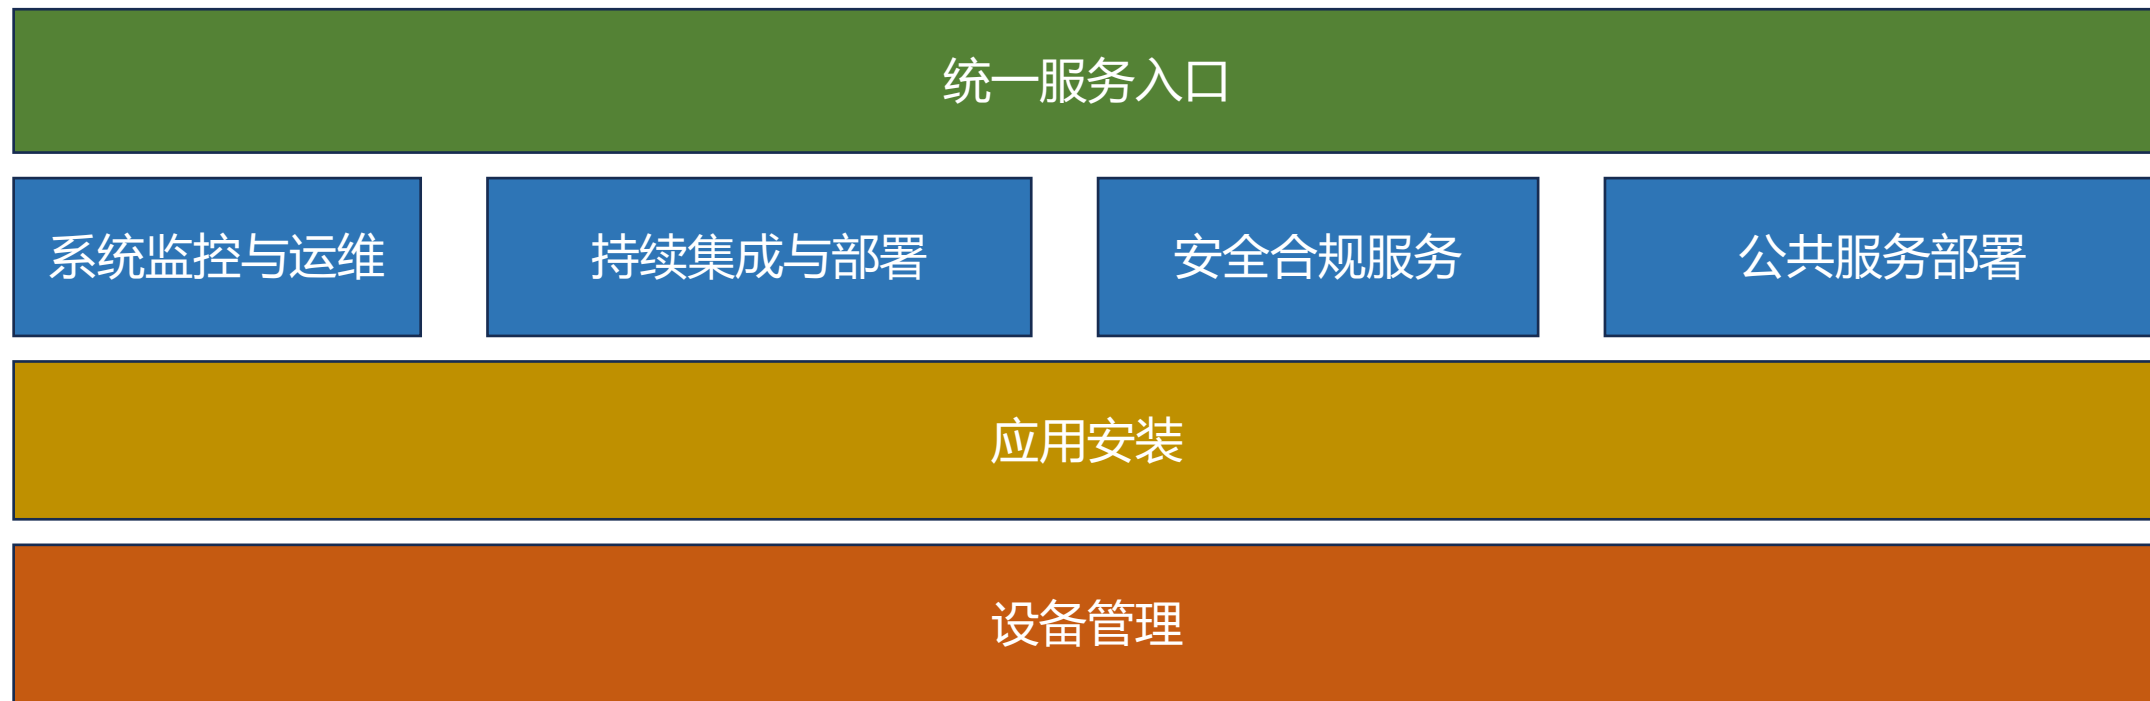 统一服务入口
系统监控与运维
持续集成与部署
安全合规服务
公共服务部署
应用安装
设备管理